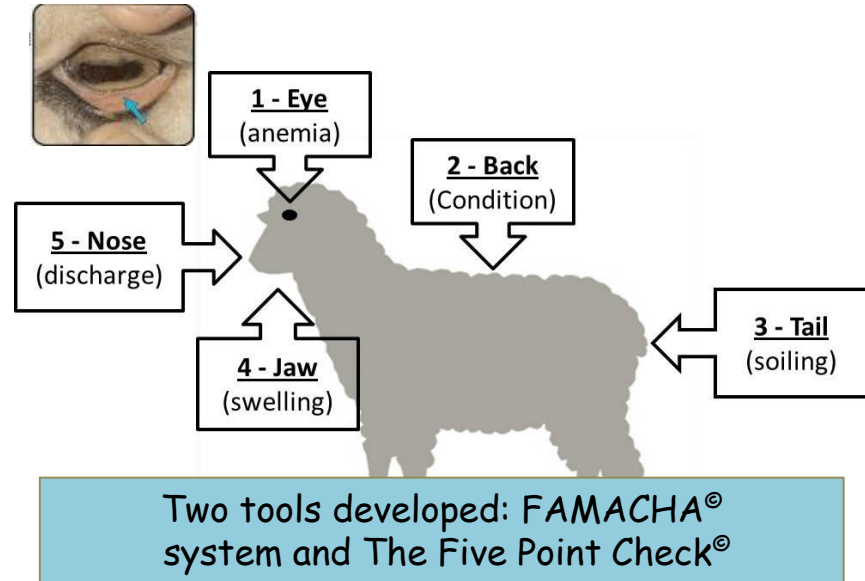 1 - Eye
(anemia)
2 - Back
(Condition)
5 - Nose
(discharge)
3 - Tail
(soiling)
4 - Jaw
(swelling)
Two tools developed: FAMACHA©
system and The Five Point Check©